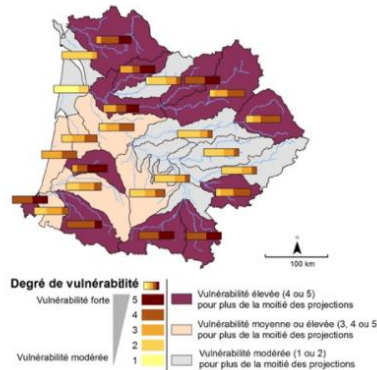 N
100 km
Degré de vulnérabilité
Vulnérabilité forte
5
4
3
2
Vulnérabilité modérée
1
Vulnérabilité élevée (4 ou 5)
pour plus de la moitié des projections
Vulnérabilité moyenne ou élevée (3, 4 ou 5)
pour plus de la moitié des projections
Vulnérabilité modérée (1 ou 2)
pour plus de la moitié des projections